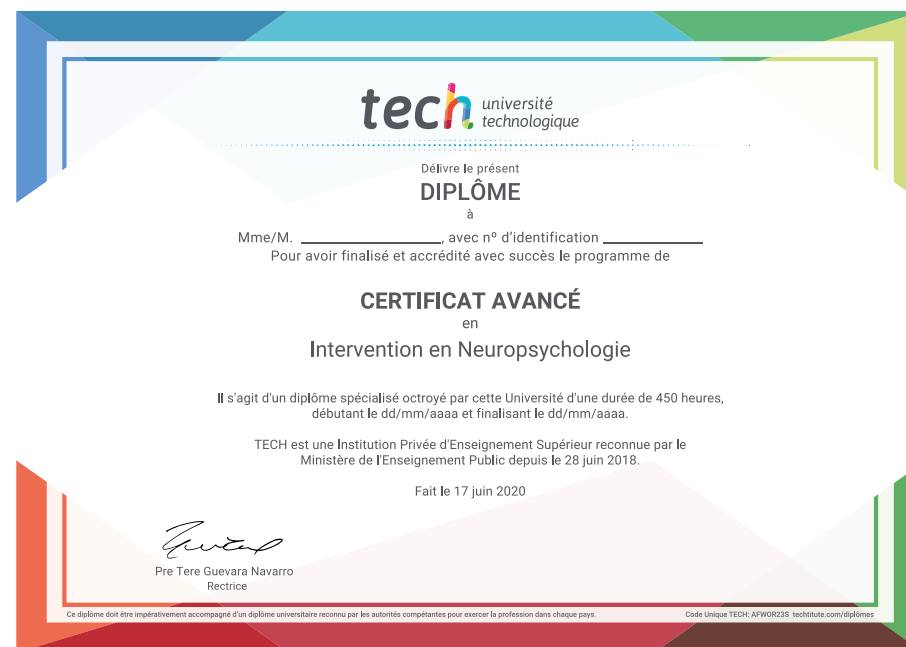 tech université
technologique
Délivre le présent
DIPLÔME
à
Mme/M. ____________________, avec nº d'identification ______________
Pour avoir finalisé et accrédité avec succès le programme de
CERTIFICAT AVANCÉ
en
Intervention en Neuropsychologie
Il s'agit d'un diplôme spécialisé octroyé par cette Université d'une durée de 450 heures,
débutant le dd/mm/aaaa et finalisant le dd/mm/aaaa.
TECH est une Institution Privée d'Enseignement Supérieur reconnue par le
Ministère de l'Enseignement Public depuis le 28 juin 2018.
Fait le 17 juin 2020
Pre Tere Guevara Navarro
Rectrice
Ce diplôme doit être impérativement accompagné d'un diplôme universitaire reconnu par les autorités compétantes pour exercer la profession dans chaque pays.
Code Unique TECH: AFWOR23S techtitute.com/diplômes